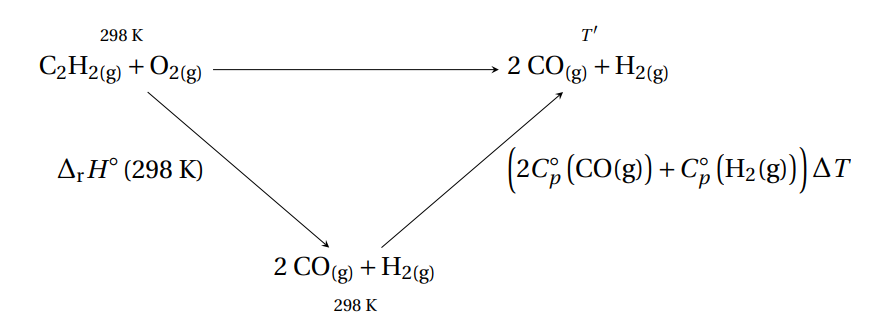 298 K T′
C₂H₂(g) + O₂(g) 2 CO(g) + H₂(g)
ΔᵣH° (298 K) (2C°ₚ (CO(g)) + C°ₚ (H₂(g))) ΔT
2 CO(g) + H₂(g)
298 K